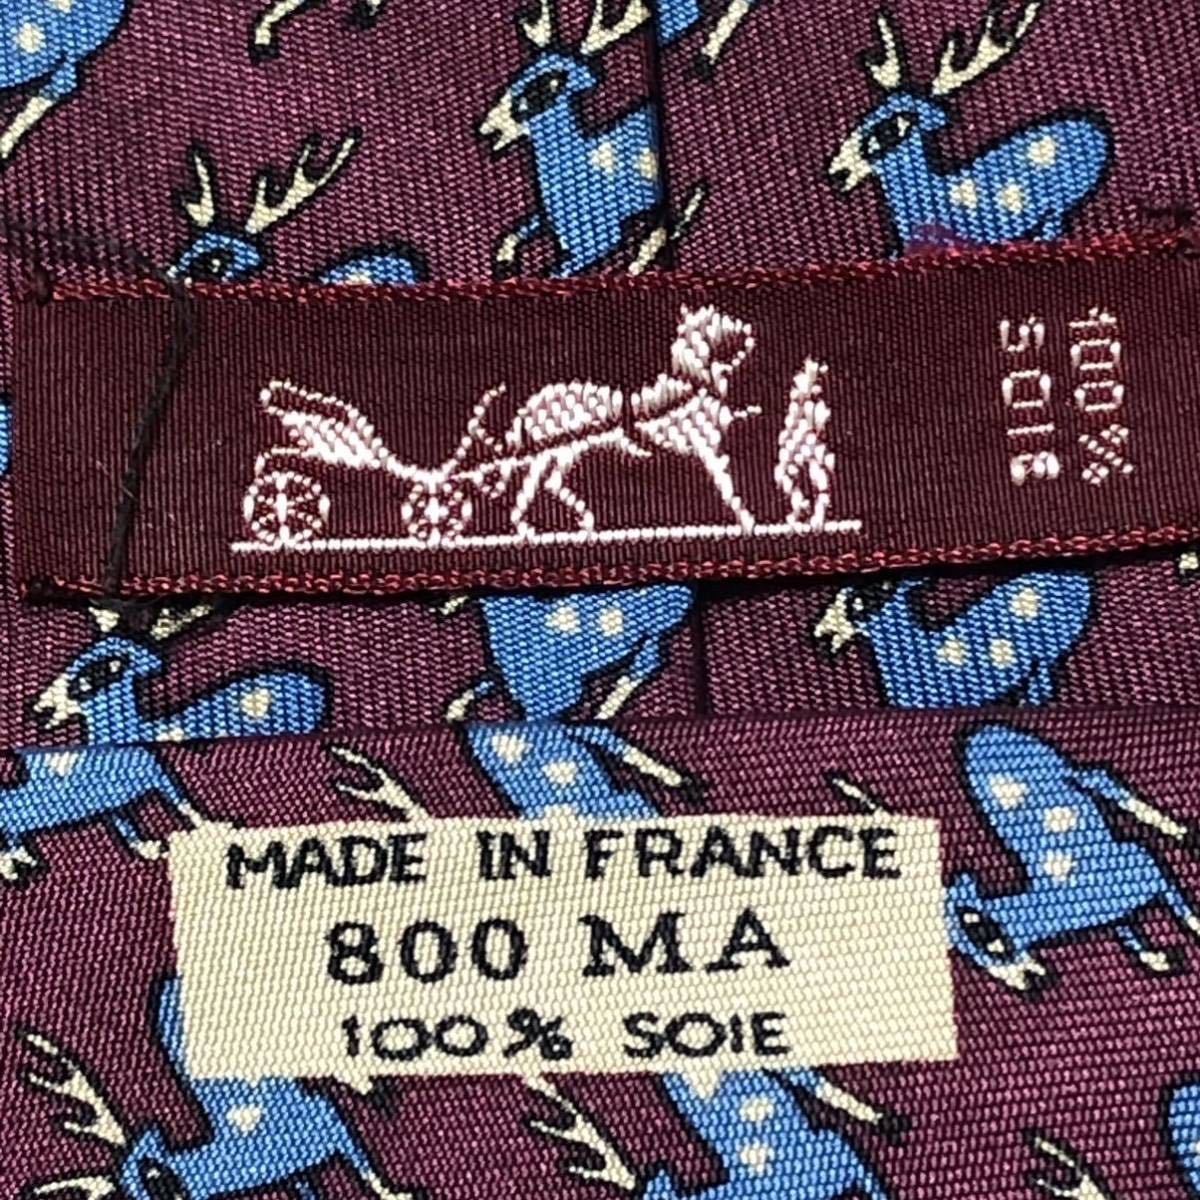 100%
SOIE
MADE IN FRANCE
800 MA
100% SOIE